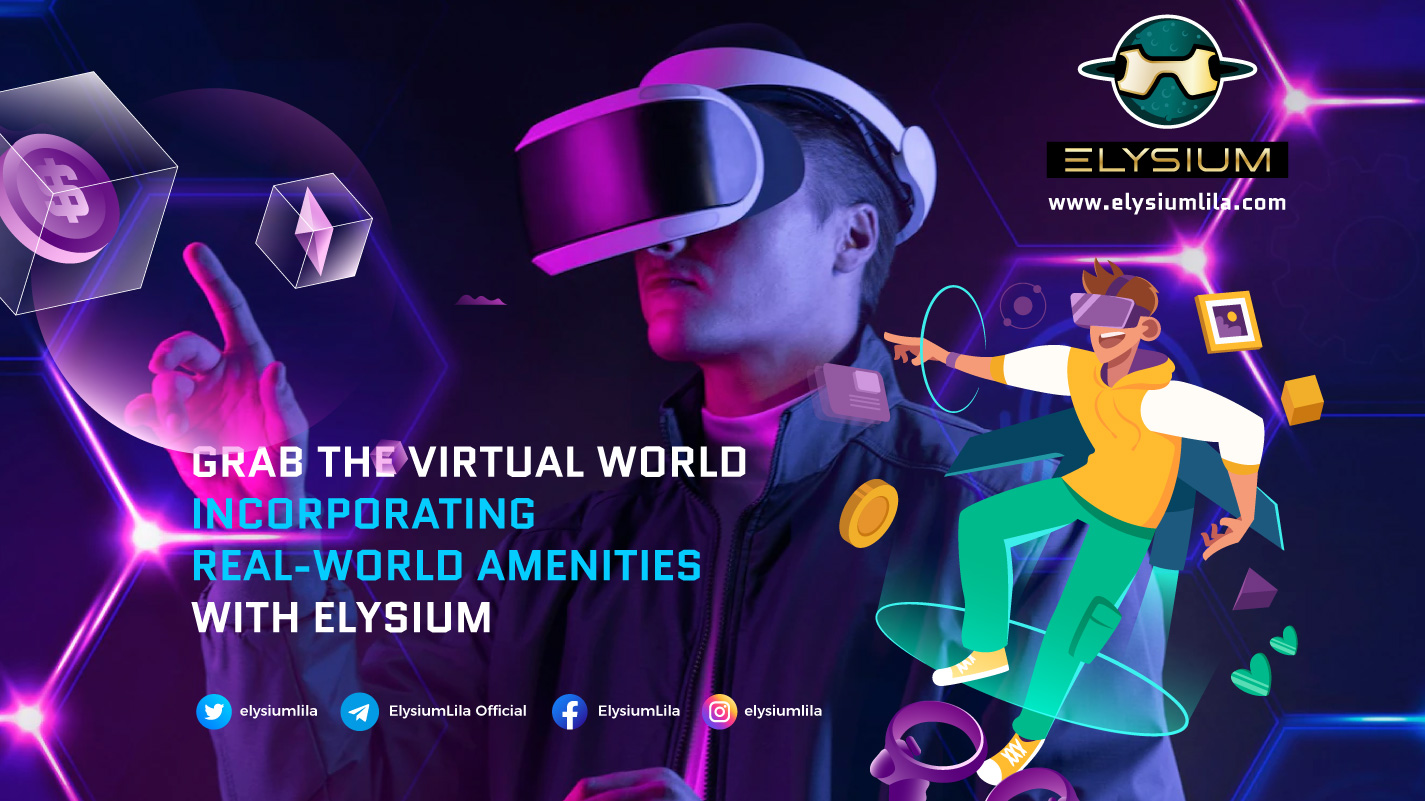 ELYSIUM
www.elysiumlila.com
GRAB THE VIRTUAL WORLD
INCORPORATING
REAL-WORLD AMENITIES
WITH ELYSIUM
elysiumlila ElysiumLila Official ElysiumLila elysiumlila